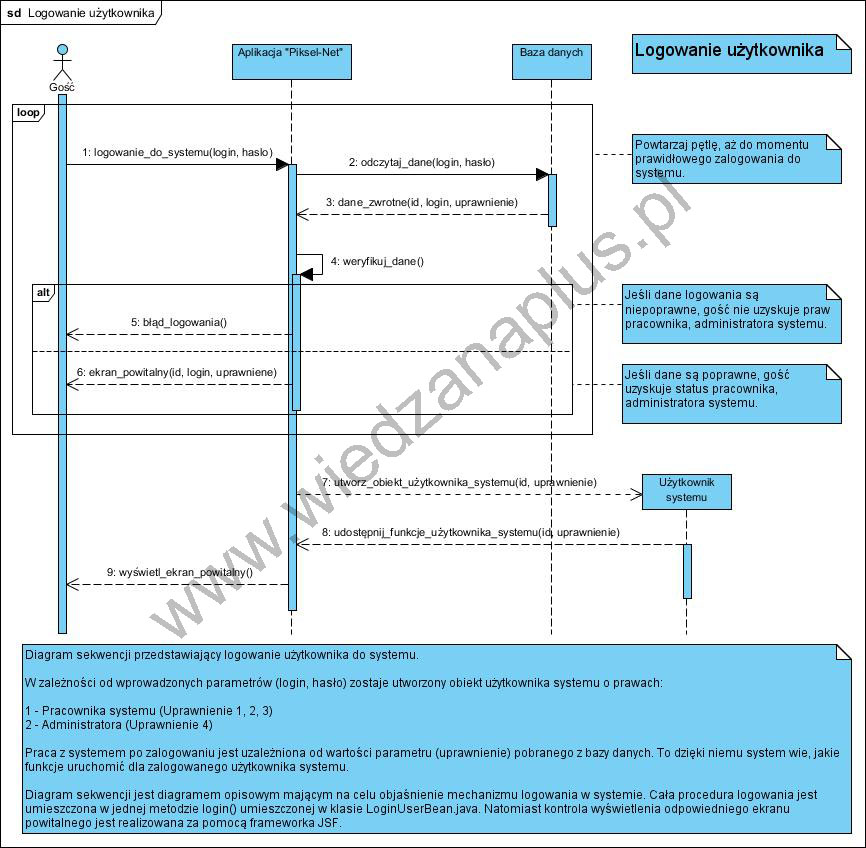 sd Logowanie użytkownika
Gość
Aplikacja "Piksel-Net"
Baza danych
Logowanie użytkownika
loop
1: logowanie_do_systemu(login, hasło)
2: odczytaj_dane(login, hasło)
Powtarzaj pętlę, aż do momentu
prawidłowego zalogowania do
systemu.
3: dane_zwrotne(id, login, uprawnienie)
4: weryfikuj_dane()
alt
Jeśli dane logowania są
niepoprawne, gość nie uzyskuje praw
pracownika, administratora systemu.
5: błąd_logowania()
6: ekran_powitalny(id, login, uprawniene)
Jeśli dane są poprawne, gość
uzyskuje status pracownika,
administratora systemu.
7: utworz_obiekt_użytkownika_systemu(id, uprawnienie)
Użytkownik
systemu
8: udostępnij_funkcje_użytkownika_systemu(id, uprawnienie)
9: wyświetl_ekran_powitalny()
www.wiedzanaplus.pl
Diagram sekwencji przedstawiający logowanie użytkownika do systemu.
W zależności od wprowadzonych parametrów (login, hasło) zostaje utworzony obiekt użytkownika systemu o prawach:
1 - Pracownika systemu (Uprawnienie 1, 2, 3)
2 - Administratora (Uprawnienie 4)
Praca z systemem po zalogowaniu jest uzależniona od wartości parametru (uprawnienie) pobranego z bazy danych. To dzięki niemu system wie, jakie
funkcje uruchomić dla zalogowanego użytkownika systemu.
Diagram sekwencji jest diagramem opisowym mającym na celu objaśnienie mechanizmu logowania w systemie. Cała procedura logowania jest
umieszczona w jednej metodzie login() umieszczonej w klasie LoginUserBean.java. Natomiast kontrola wyświetlenia odpowiedniego ekranu
powitalnego jest realizowana za pomocą frameworka JSF.